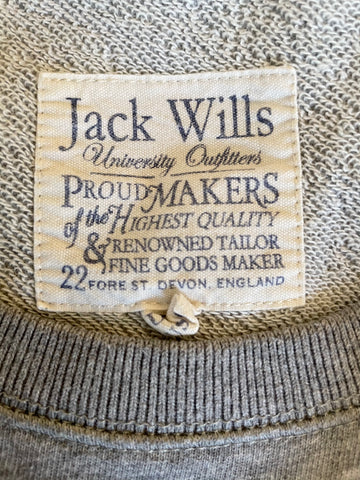 Jack Wills
University Outfitters
PROUD MAKERS
of the HIGHEST QUALITY
& RENOWNED TAILOR
FINE GOODS MAKER
22 FORE ST. DEVON, ENGLAND